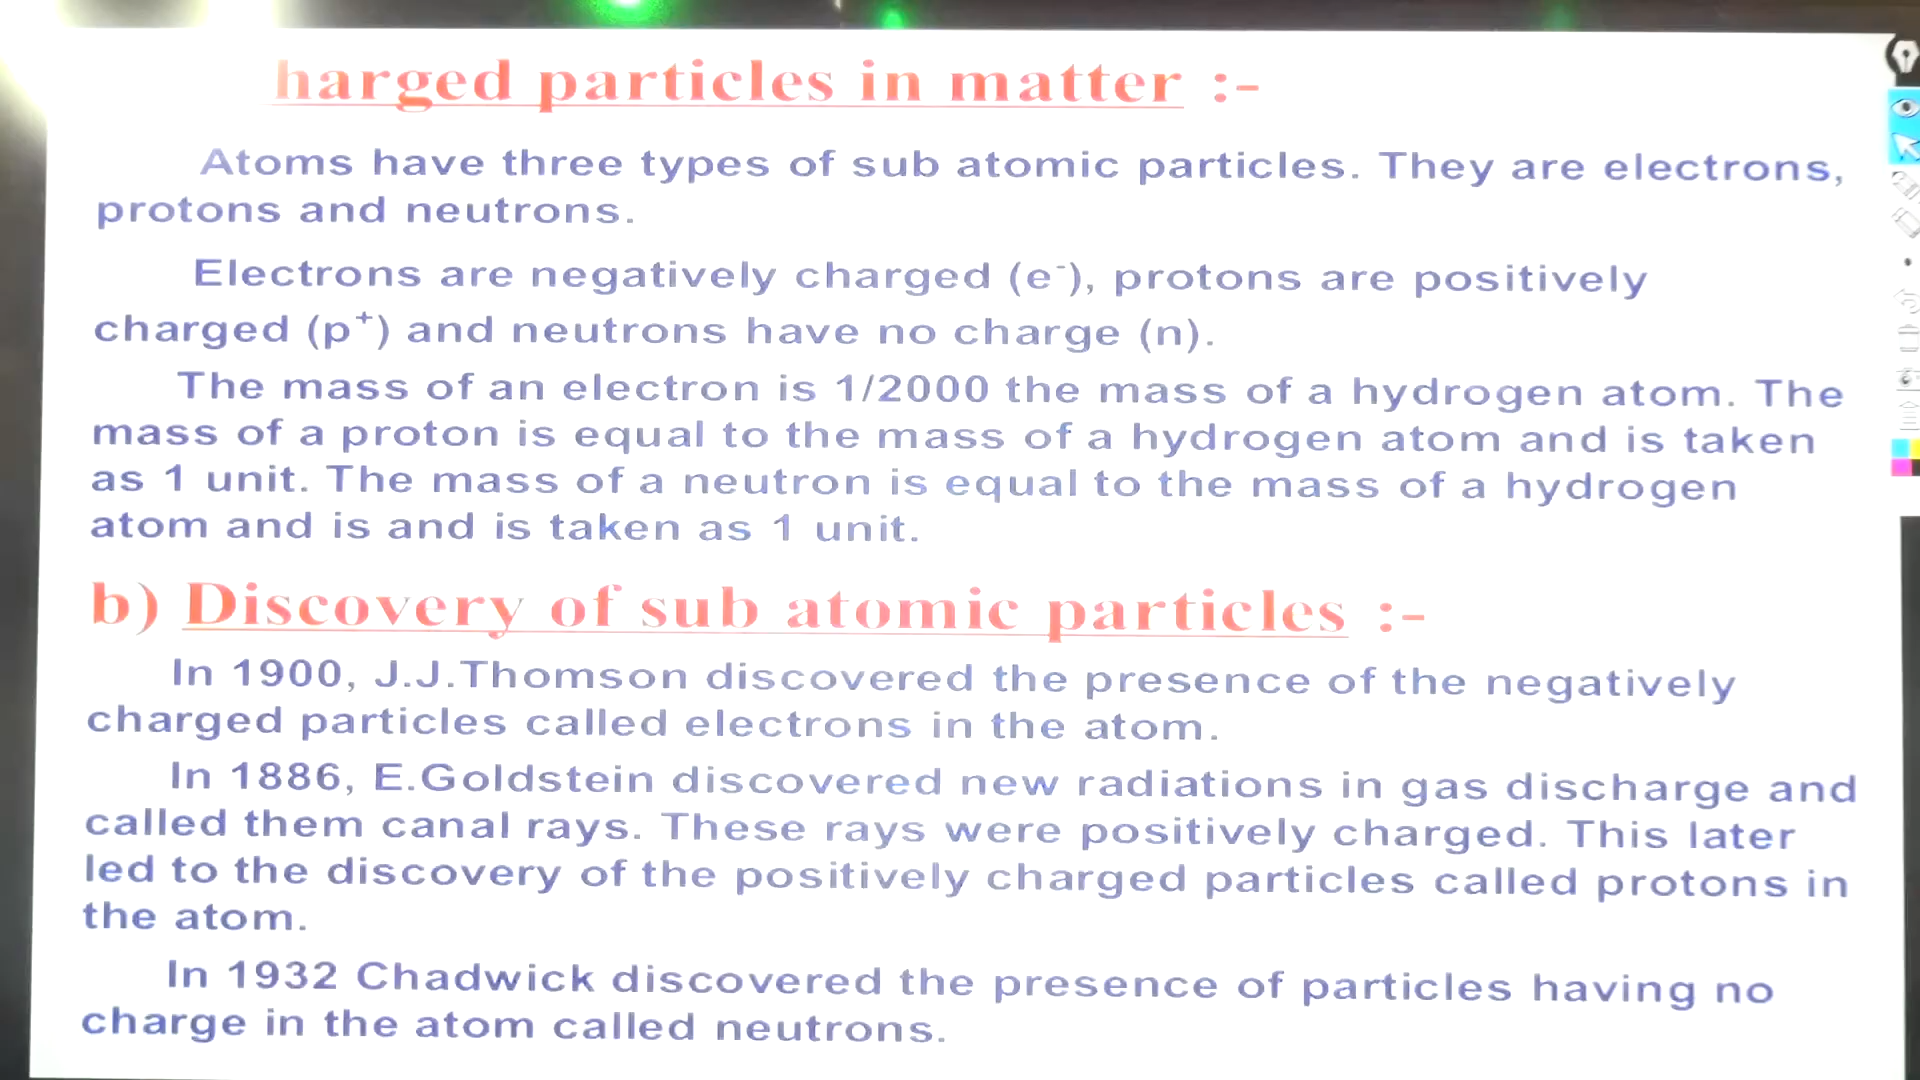 harged particles in matter :-
Atoms have three types of sub atomic particles. They are electrons,
protons and neutrons.
Electrons are negatively charged (e⁻), protons are positively
charged (p⁺) and neutrons have no charge (n).
The mass of an electron is 1/2000 the mass of a hydrogen atom. The
mass of a proton is equal to the mass of a hydrogen atom and is taken
as 1 unit. The mass of a neutron is equal to the mass of a hydrogen
atom and is and is taken as 1 unit.
b) Discovery of sub atomic particles :-
In 1900, J.J.Thomson discovered the presence of the negatively
charged particles called electrons in the atom.
In 1886, E.Goldstein discovered new radiations in gas discharge and
called them canal rays. These rays were positively charged. This later
led to the discovery of the positively charged particles called protons in
the atom.
In 1932 Chadwick discovered the presence of particles having no
charge in the atom called neutrons.